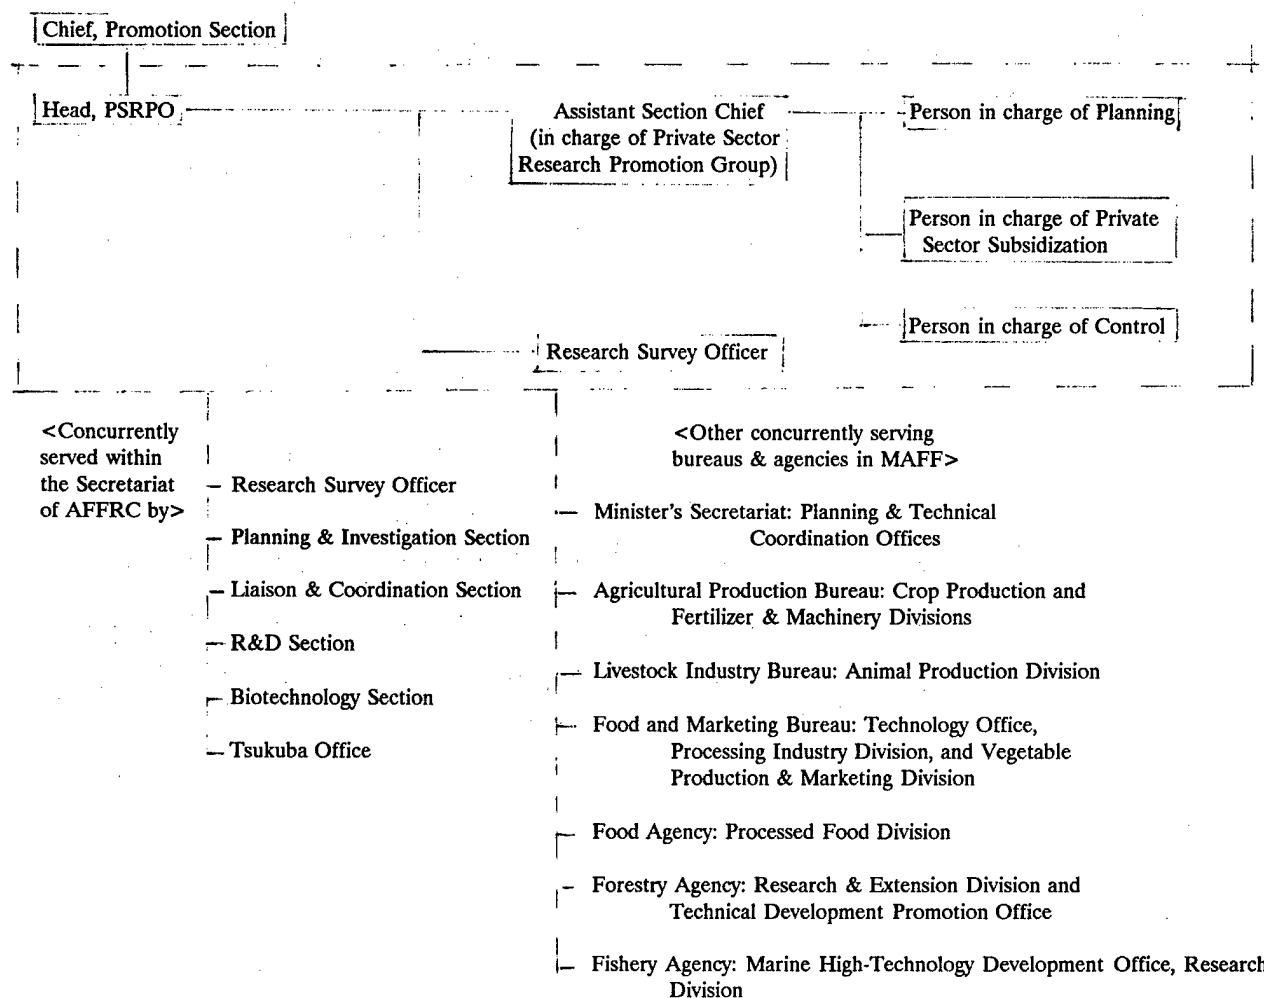 Chief, Promotion Section
Head, PSRPO
Assistant Section Chief
(in charge of Private Sector
Research Promotion Group)
Person in charge of Planning
Person in charge of Private
Sector Subsidization
Person in charge of Control
Research Survey Officer
<Concurrently
served within
the Secretariat
of AFFRC by>
Research Survey Officer
Planning & Investigation Section
Liaison & Coordination Section
R&D Section
Biotechnology Section
Tsukuba Office
<Other concurrently serving
bureaus & agencies in MAFF>
Minister's Secretariat: Planning & Technical
Coordination Offices
Agricultural Production Bureau: Crop Production and
Fertilizer & Machinery Divisions
Livestock Industry Bureau: Animal Production Division
Food and Marketing Bureau: Technology Office,
Processing Industry Division, and Vegetable
Production & Marketing Division
Food Agency: Processed Food Division
Forestry Agency: Research & Extension Division and
Technical Development Promotion Office
Fishery Agency: Marine High-Technology Development Office, Research
Division